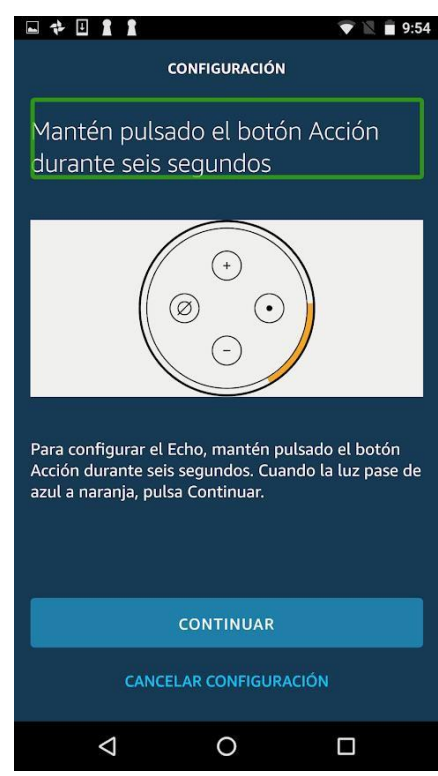 9:54
CONFIGURACIÓN
Mantén pulsado el botón Acción
durante seis segundos
Para configurar el Echo, mantén pulsado el botón
Acción durante seis segundos. Cuando la luz pase de
azul a naranja, pulsa Continuar.
CONTINUAR
CANCELAR CONFIGURACIÓN